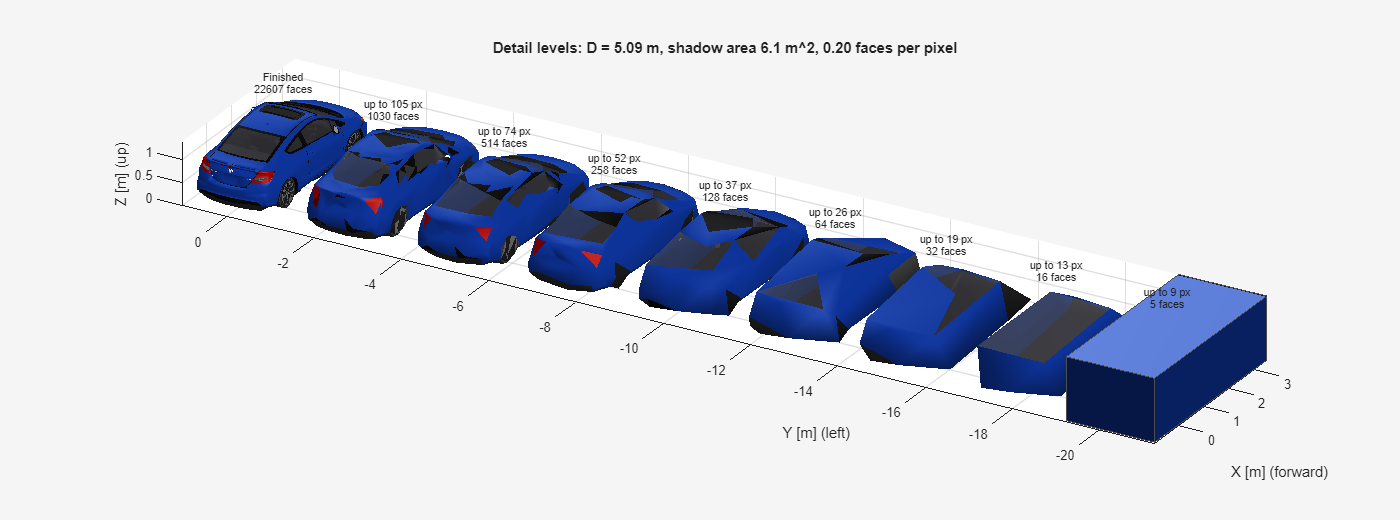 Detail levels: D = 5.09 m, shadow area 6.1 m^2, 0.20 faces per pixel
Finished
22607 faces
up to 105 px
1030 faces
up to 74 px
514 faces
up to 52 px
258 faces
up to 37 px
128 faces
up to 26 px
64 faces
up to 19 px
32 faces
up to 13 px
16 faces
up to 9 px
5 faces
Z [m] (up)
1
0.5
0
0
-2
-4
-6
-8
-10
-12
-14
-16
-18
-20
Y [m] (left)
3
2
1
0
X [m] (forward)